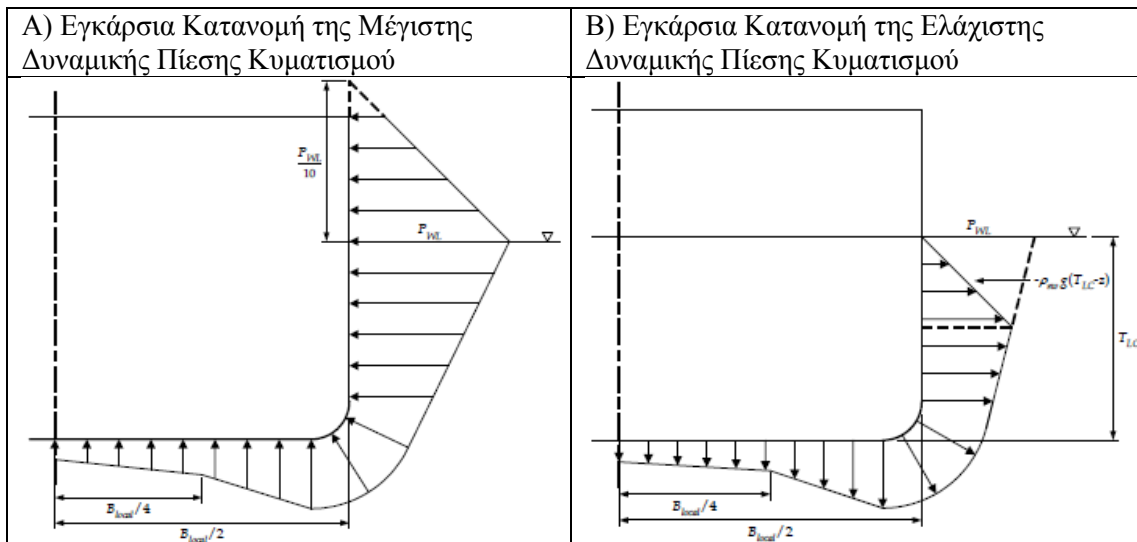 Α) Εγκάρσια Κατανομή της Μέγιστης
Δυναμικής Πίεσης Κυματισμού
P_WL
10
P_WL
B_local/4
B_local/2
Β) Εγκάρσια Κατανομή της Ελάχιστης
Δυναμικής Πίεσης Κυματισμού
P_WL
-ρ_sw g(T_LC-z)
T_LC
B_local/4
B_local/2